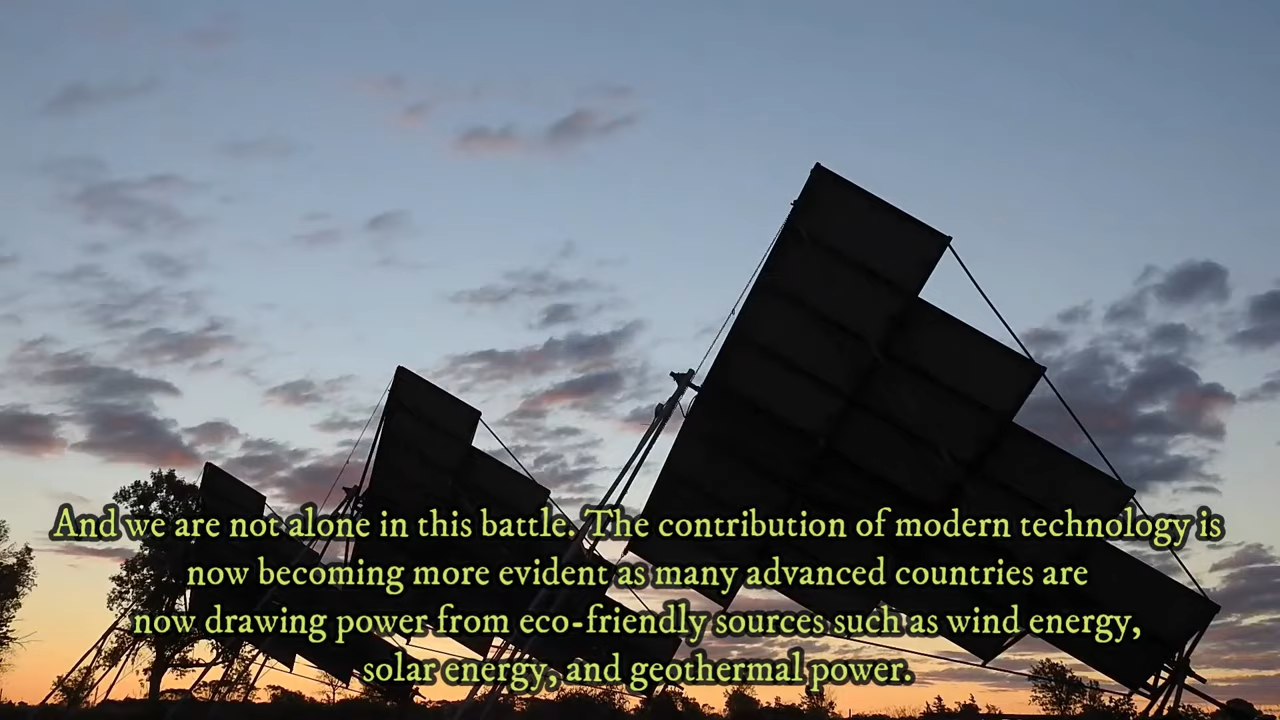 And we are not alone in this battle. The contribution of modern technology is
now becoming more evident as many advanced countries are
now drawing power from eco-friendly sources such as wind energy,
solar energy, and geothermal power.